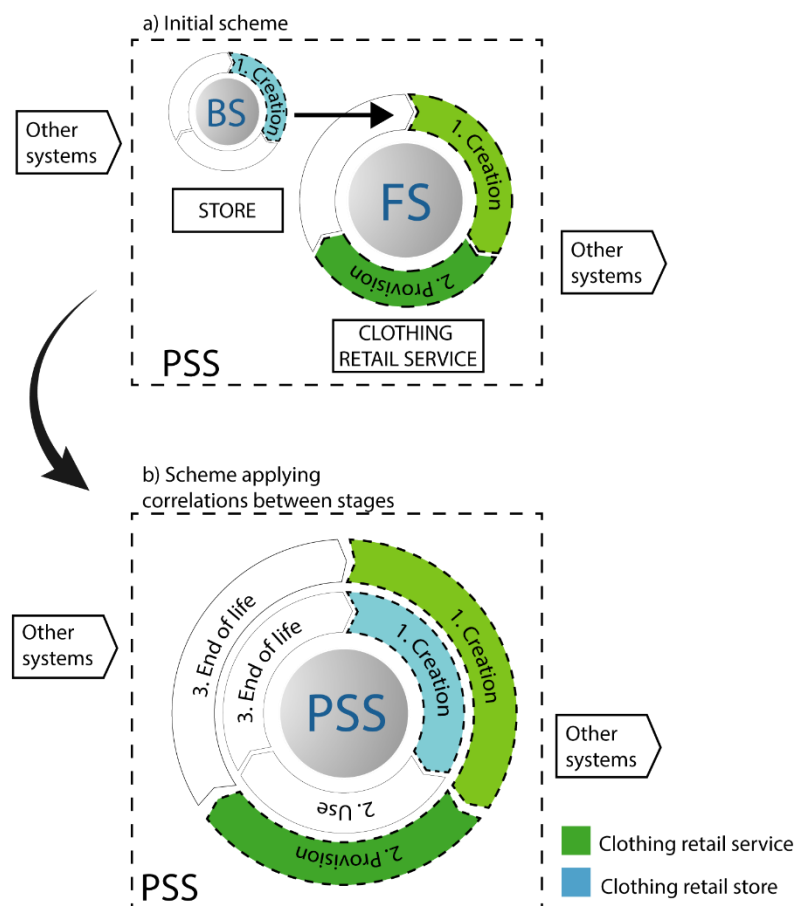 a) Initial scheme
Other
systems
BS
1. Creation
STORE
FS
1. Creation
2. Provision
CLOTHING
RETAIL SERVICE
PSS
Other
systems
b) Scheme applying
correlations between stages
Other
systems
3. End of life
3. End of life
1. Creation
1. Creation
PSS
2. Use
2. Provision
Other
systems
PSS
Clothing retail service
Clothing retail store